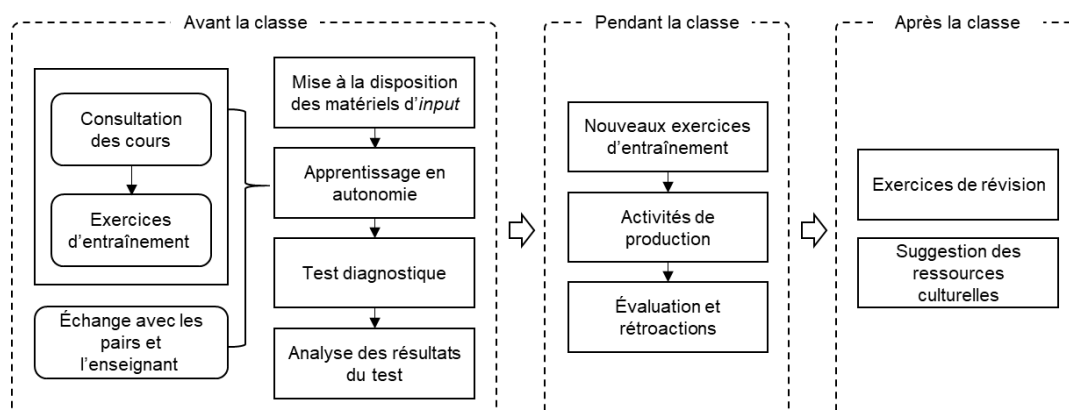 Avant la classe
Consultation
des cours
Exercices
d'entraînement
Échange avec les
pairs et
l'enseignant
Mise à la disposition
des matériels d'input
Apprentissage en
autonomie
Test diagnostique
Analyse des résultats
du test
Pendant la classe
Nouveaux exercices
d'entraînement
Activités de
production
Évaluation et
rétroactions
Après la classe
Exercices de révision
Suggestion des
ressources
culturelles